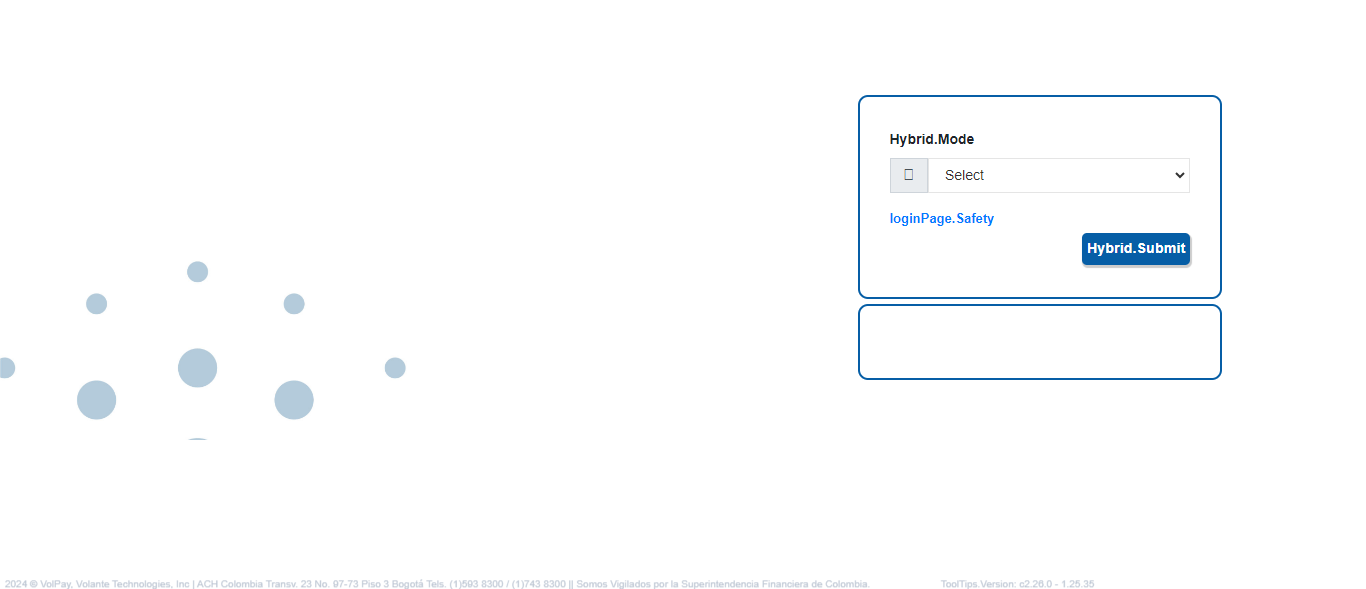 Hybrid.Mode
Select
loginPage.Safety
Hybrid.Submit
2024 © VolPay, Volante Technologies, Inc | ACH Colombia Transv. 23 No. 97-73 Piso 3 Bogotá Tels. (1)593 8300 / (1)743 8300 || Somos Vigilados por la Superintendencia Financiera de Colombia.
ToolTips.Version: c2.26.0 - 1.25.35